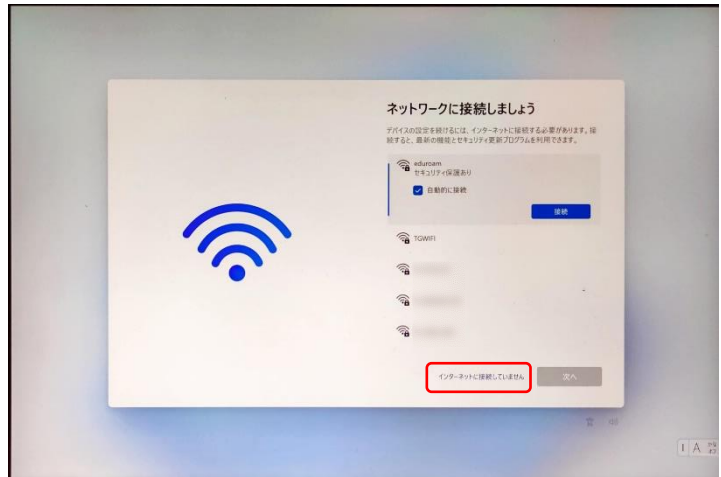 ネットワークに接続しましょう
デバイスの設定を続けるには、インターネットに接続する必要があります。接
続すると、最新の機能とセキュリティ更新プログラムを利用できます。
eduroam
セキュリティ保護あり
自動的に接続
接続
TGWIFI
インターネットに接続していません
次へ
A